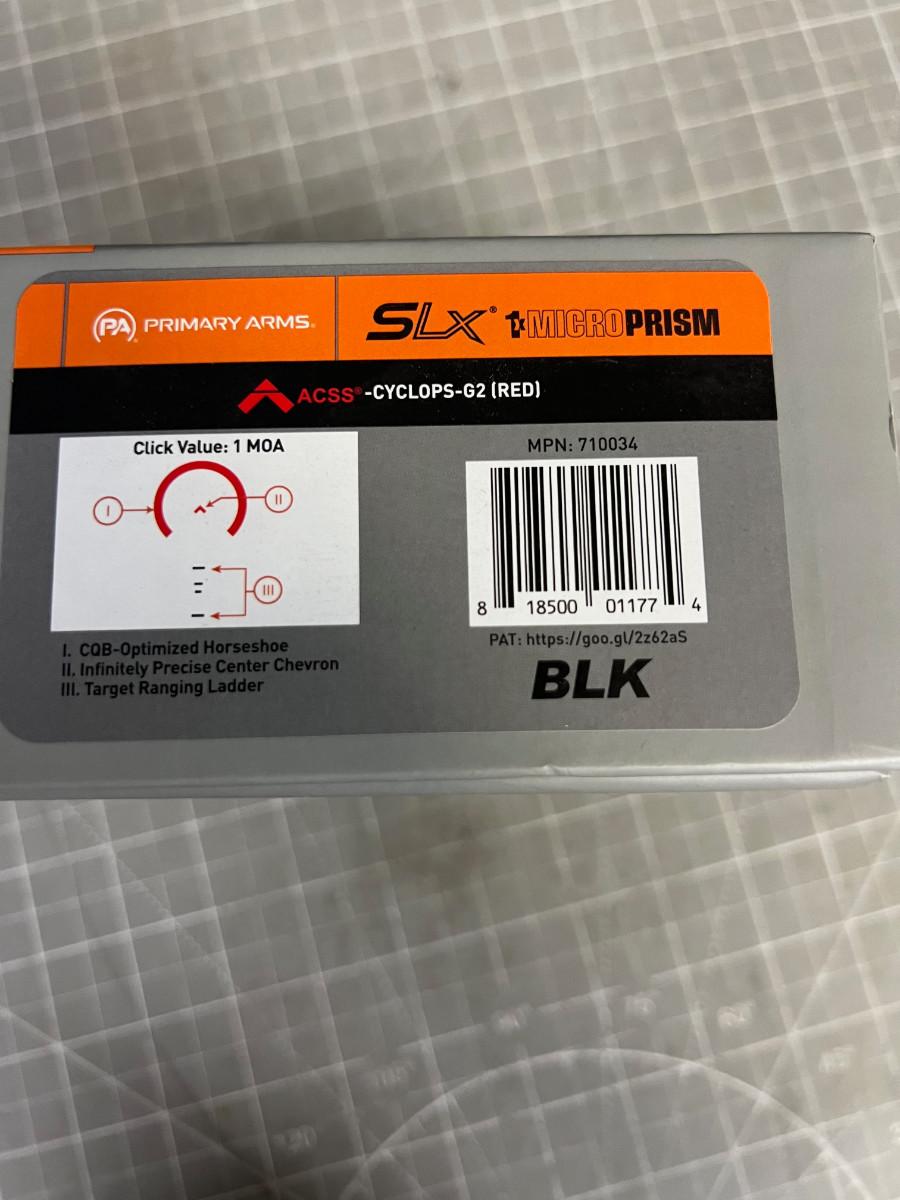 PA PRIMARY ARMS®
SLx® 1x MICROPRISM
ACSS®-CYCLOPS-G2 (RED)
Click Value: 1 MOA
I
II
III
I. CQB-Optimized Horseshoe
II. Infinitely Precise Center Chevron
III. Target Ranging Ladder
MPN: 710034
8 18500 01177 4
PAT: https://goo.gl/2z62aS
BLK